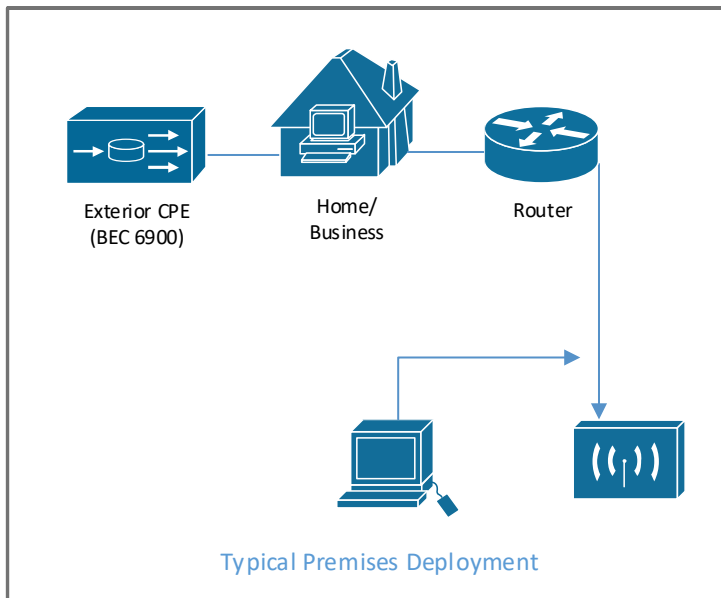 Exterior CPE
(BEC 6900)
Home/
Business
Router
Typical Premises Deployment